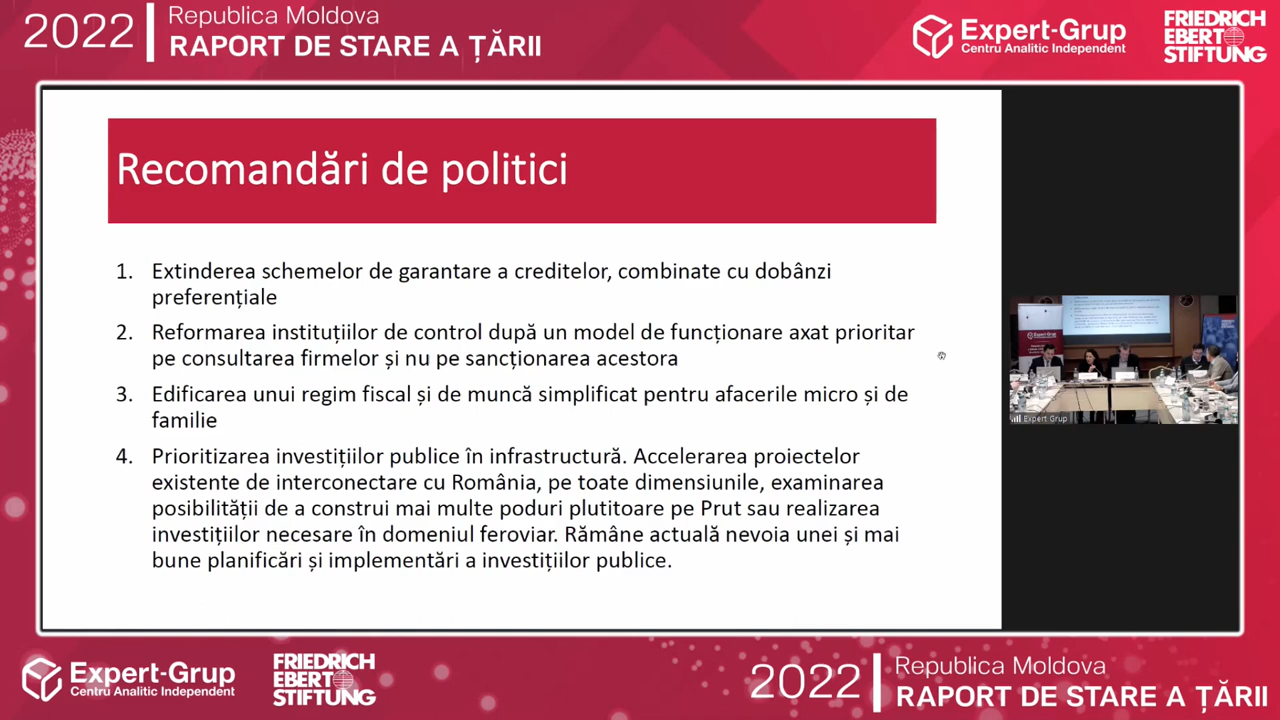 2022
Republica Moldova
RAPORT DE STARE A ȚĂRII
Expert-Grup
Centru Analitic Independent
FRIEDRICH
EBERT
STIFTUNG
Recomandări de politici
1. Extinderea schemelor de garantare a creditelor, combinate cu dobânzi
preferențiale
2. Reformarea instituțiilor de control după un model de funcționare axat prioritar
pe consultarea firmelor și nu pe sancționarea acestora
3. Edificarea unui regim fiscal și de muncă simplificat pentru afacerile micro și de
familie
4. Prioritizarea investițiilor publice în infrastructură. Accelerarea proiectelor
existente de interconectare cu România, pe toate dimensiunile, examinarea
posibilității de a construi mai multe poduri plutitoare pe Prut sau realizarea
investițiilor necesare în domeniul feroviar. Rămâne actuală nevoia unei și mai
bune planificări și implementări a investițiilor publice.
Expert-Grup
Expert Grup
Expert-Grup
Centru Analitic Independent
FRIEDRICH
EBERT
STIFTUNG
2022
Republica Moldova
RAPORT DE STARE A ȚĂRII